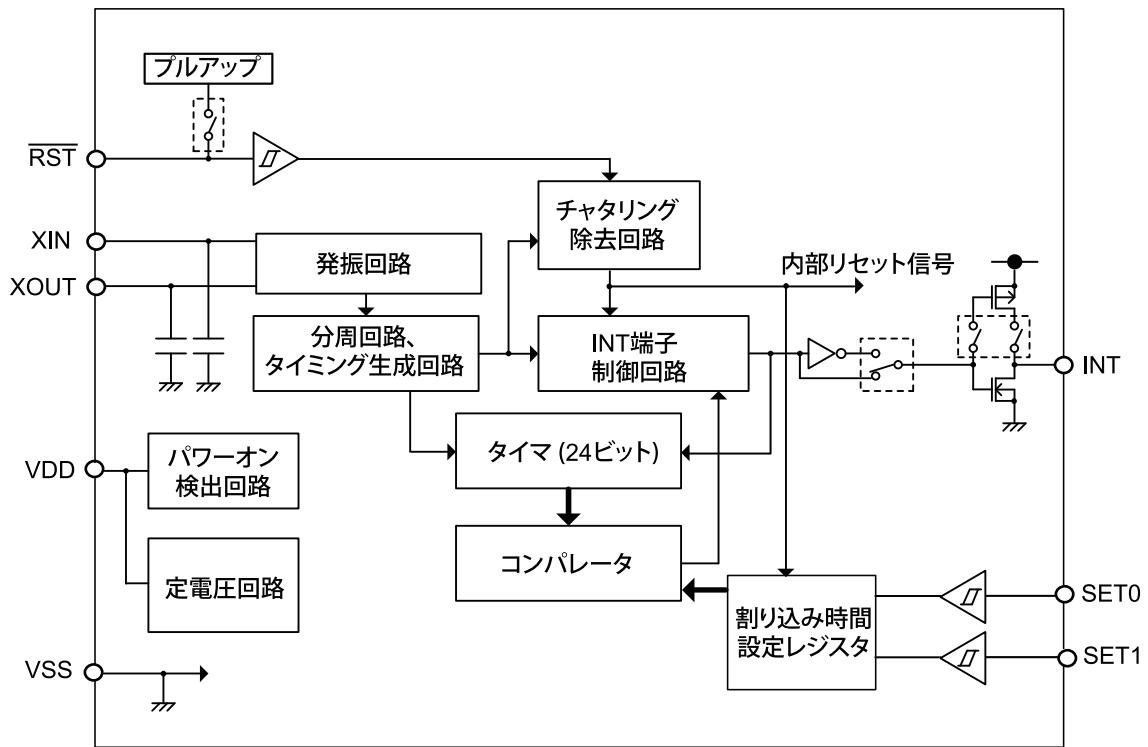 プルアップ
RST
チャタリング
除去回路
XIN
発振回路
内部リセット信号
XOUT
分周回路、
タイミング生成回路
INT端子
制御回路
INT
タイマ (24ビット)
パワーオン
検出回路
VDD
コンパレータ
定電圧回路
割り込み時間
設定レジスタ
SET0
SET1
VSS